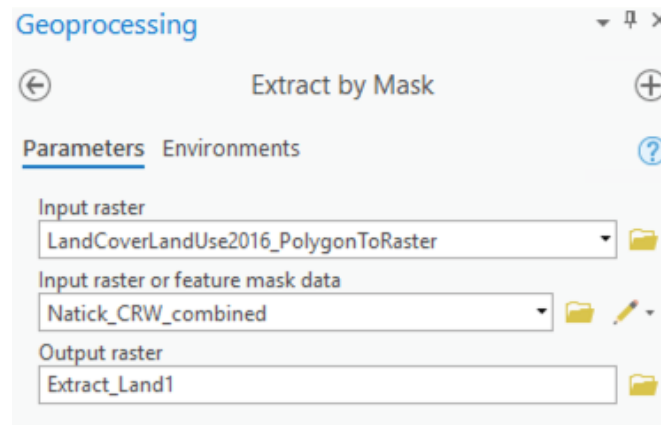 Geoprocessing
Extract by Mask
Parameters Environments
Input raster
LandCoverLandUse2016_PolygonToRaster
Input raster or feature mask data
Natick_CRW_combined
Output raster
Extract_Land1